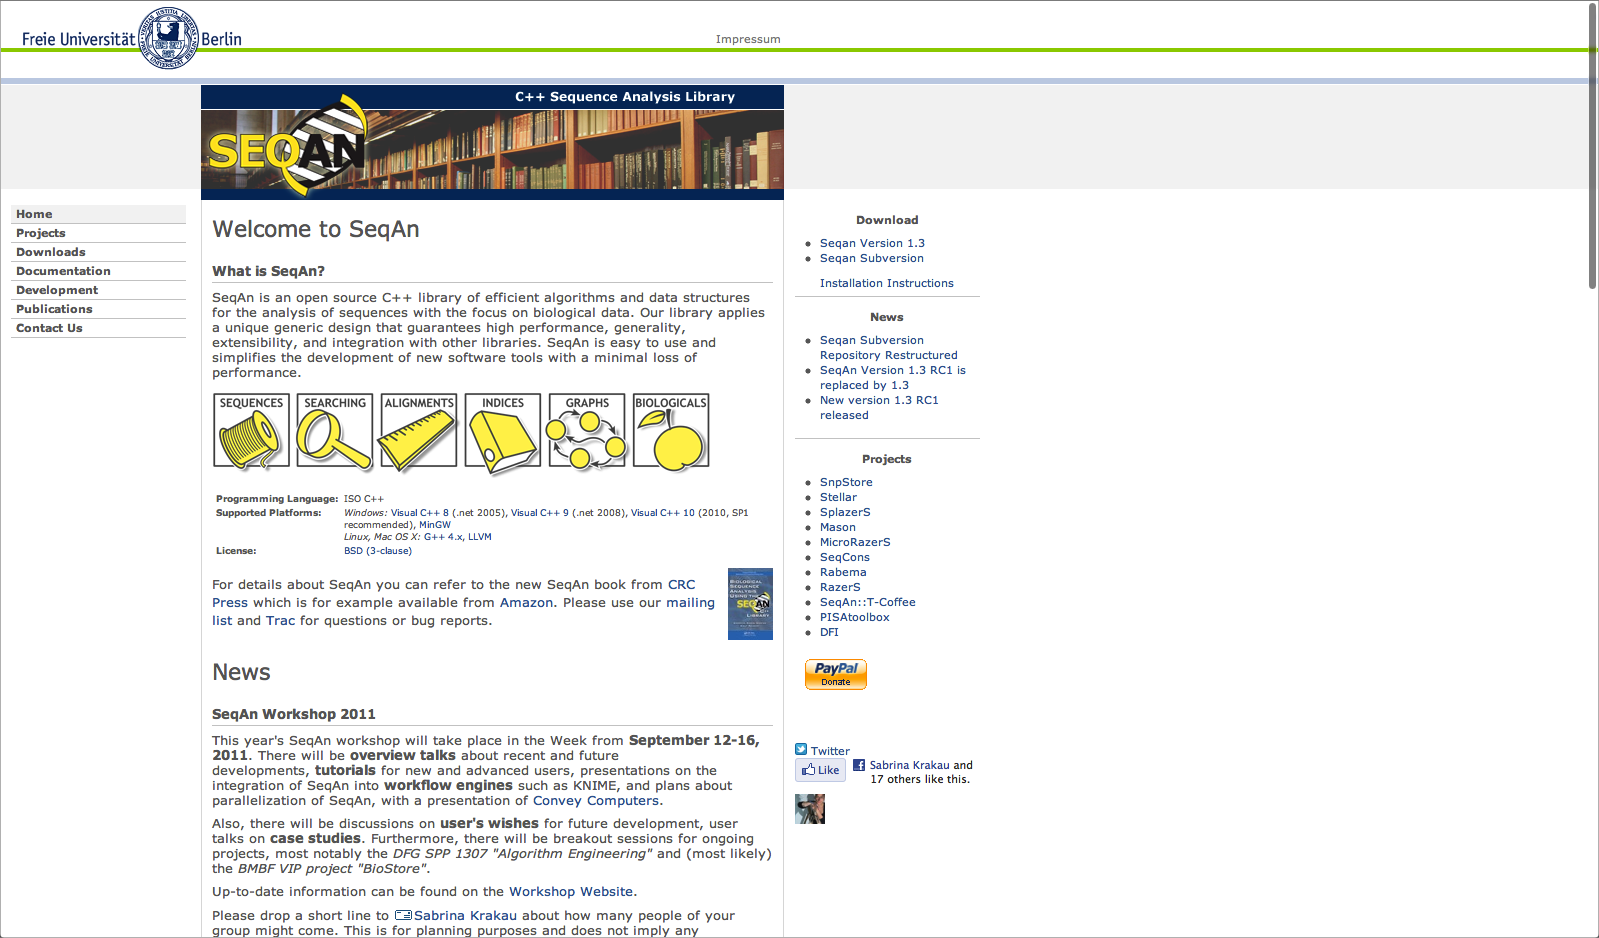 Freie Universität Berlin
Impressum
C++ Sequence Analysis Library
SEQAN
Home
Projects
Downloads
Documentation
Development
Publications
Contact Us
Welcome to SeqAn
What is SeqAn?
SeqAn is an open source C++ library of efficient algorithms and data structures
for the analysis of sequences with the focus on biological data. Our library applies
a unique generic design that guarantees high performance, generality,
extensibility, and integration with other libraries. SeqAn is easy to use and
simplifies the development of new software tools with a minimal loss of
performance.
SEQUENCES SEARCHING ALIGNMENTS INDICES GRAPHS BIOLOGICALS
Programming Language: ISO C++
Supported Platforms: Windows: Visual C++ 8 (.net 2005), Visual C++ 9 (.net 2008), Visual C++ 10 (2010, SP1
recommended), MinGW
Linux, Mac OS X: G++ 4.x, LLVM
License: BSD (3-clause)
For details about SeqAn you can refer to the new SeqAn book from CRC
Press which is for example available from Amazon. Please use our mailing
list and Trac for questions or bug reports.
BIOLOGICAL
SEQUENCE
ANALYSIS
USING THE
SEQAN
C++
LIBRARY
News
SeqAn Workshop 2011
This year's SeqAn workshop will take place in the Week from September 12-16,
2011. There will be overview talks about recent and future
developments, tutorials for new and advanced users, presentations on the
integration of SeqAn into workflow engines such as KNIME, and plans about
parallelization of SeqAn, with a presentation of Convey Computers.
Also, there will be discussions on user's wishes for future development, user
talks on case studies. Furthermore, there will be breakout sessions for ongoing
projects, most notably the DFG SPP 1307 "Algorithm Engineering" and (most likely)
the BMBF VIP project "BioStore".
Up-to-date information can be found on the Workshop Website.
Please drop a short line to Sabrina Krakau about how many people of your
group might come. This is for planning purposes and does not imply any
Download
Seqan Version 1.3
Seqan Subversion
Installation Instructions
News
Seqan Subversion
Repository Restructured
SeqAn Version 1.3 RC1 is
replaced by 1.3
New version 1.3 RC1
released
Projects
SnpStore
Stellar
SplazerS
Mason
MicroRazerS
SeqCons
Rabema
RazerS
SeqAn::T-Coffee
PISAtoolbox
DFI
PayPal
Donate
Twitter
Like
Sabrina Krakau and
17 others like this.